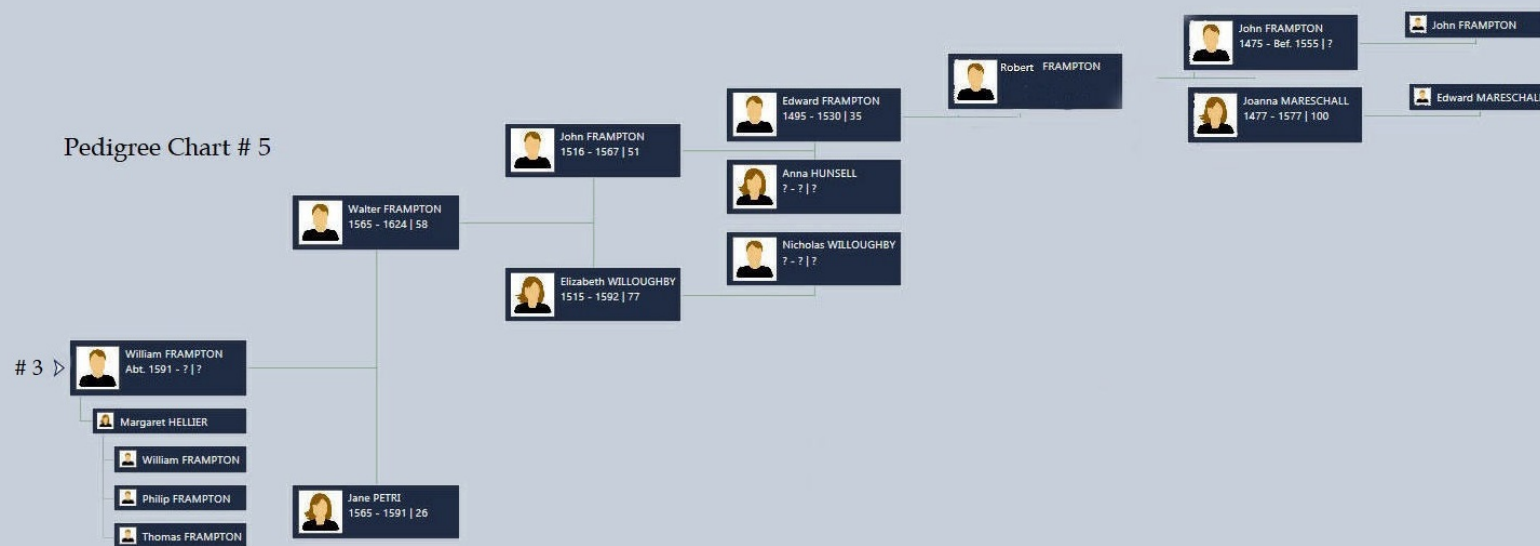 John FRAMPTON
1475 - Bef. 1555 | ?
John FRAMPTON
Robert FRAMPTON
Edward FRAMPTON
1495 - 1530 | 35
Joanna MARESCHALL
1477 - 1577 | 100
Edward MARESCHALL
Pedigree Chart # 5
John FRAMPTON
1516 - 1567 | 51
Anna HUNSELL
? - ? | ?
Walter FRAMPTON
1565 - 1624 | 58
Nicholas WILLOUGHBY
? - ? | ?
Elizabeth WILLOUGHBY
1515 - 1592 | 77
# 3
William FRAMPTON
Abt. 1591 - ? | ?
Margaret HELLIER
William FRAMPTON
Philip FRAMPTON
Thomas FRAMPTON
Jane PETRI
1565 - 1591 | 26